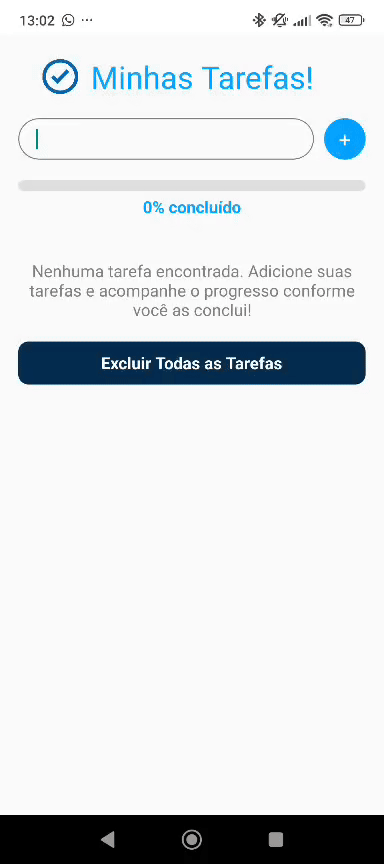 13:02 ... 47
Minhas Tarefas!
+
0% concluído
Nenhuma tarefa encontrada. Adicione suas
tarefas e acompanhe o progresso conforme
você as conclui!
Excluir Todas as Tarefas